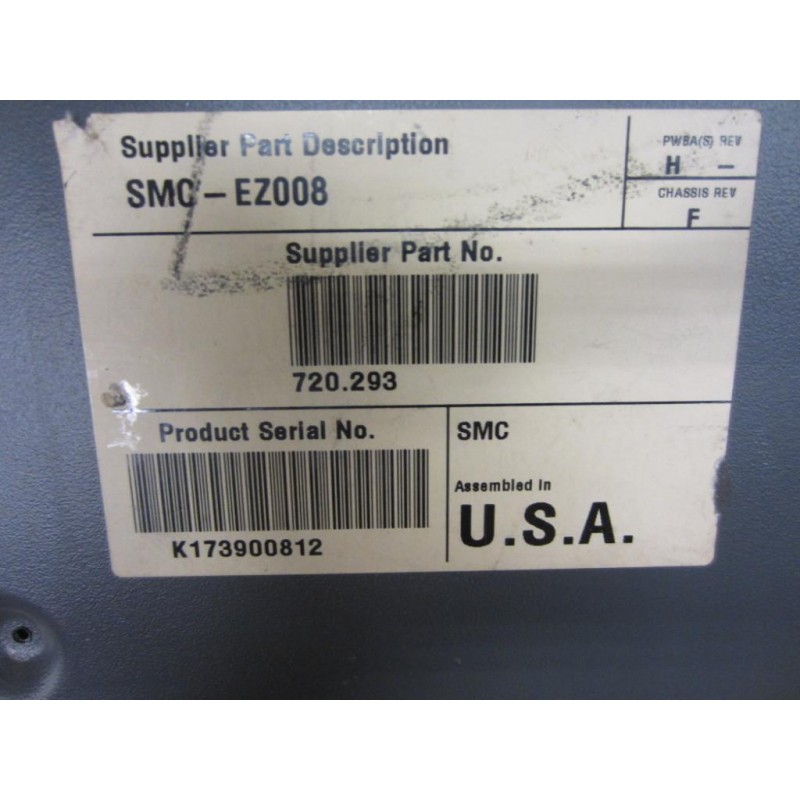 Supplier Part Description
SMC-EZ008
PWBA(S) REV
H -
CHASSIS REV
F
Supplier Part No.
720.293
Product Serial No.
K173900812
SMC
Assembled in
U.S.A.